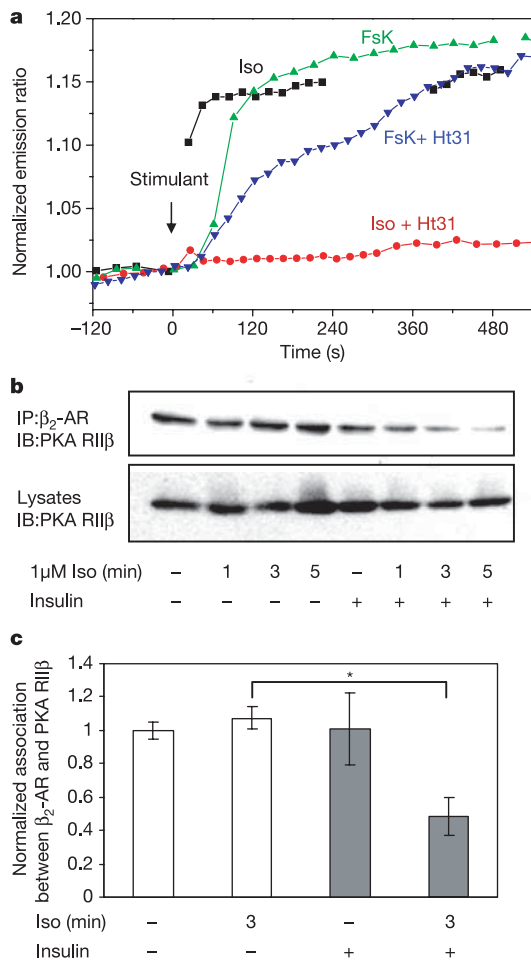 a
Normalized emission ratio
1.15
1.10
1.05
1.00
FsK
Iso
FsK+ Ht31
Stimulant
Iso + Ht31
–120 0 120 240 360 480
Time (s)
b
IP:β₂-AR
IB:PKA RIIβ
Lysates
IB:PKA RIIβ
1μM Iso (min) – 1 3 5 – 1 3 5
Insulin – – – – + + + +
c
Normalized association
between β₂-AR and PKA RIIβ
1.4
1.2
1
0.8
0.6
0.4
0.2
0
*
Iso (min) – 3 – 3
Insulin – – + +